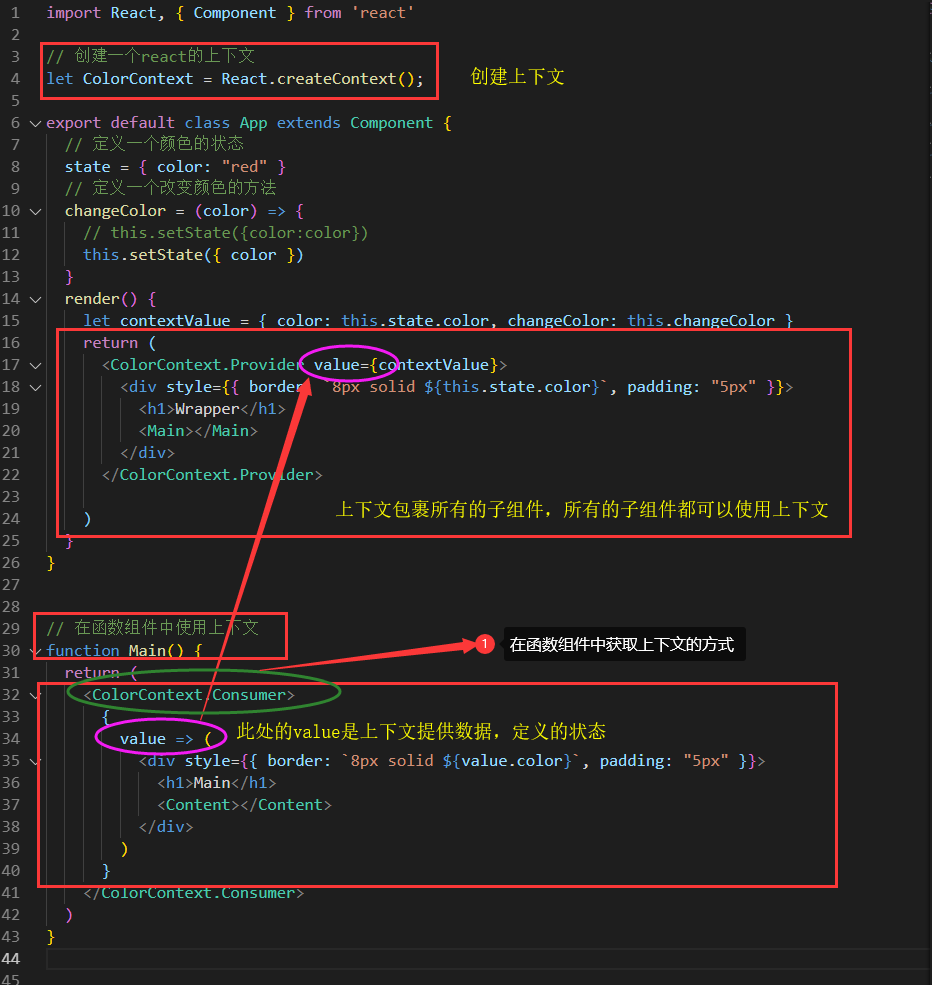 1 import React, { Component } from 'react'
2
3 // 创建一个react的上下文
4 let ColorContext = React.createContext(); 创建上下文
5
6 export default class App extends Component {
7 // 定义一个颜色的状态
8 state = { color: "red" }
9 // 定义一个改变颜色的方法
10 changeColor = (color) => {
11 // this.setState({color:color})
12 this.setState({ color })
13 }
14 render() {
15 let contextValue = { color: this.state.color, changeColor: this.changeColor }
16 return (
17 <ColorContext.Provider value={contextValue}>
18 <div style={{ border: `8px solid ${this.state.color}`, padding: "5px" }}>
19 <h1>Wrapper</h1>
20 <Main></Main>
21 </div>
22 </ColorContext.Provider>
23
上下文包裹所有的子组件，所有的子组件都可以使用上下文
24 )
25 }
26 }
27
28
29 // 在函数组件中使用上下文
30 function Main() { 1 在函数组件中获取上下文的方式
31 return (
32 <ColorContext.Consumer>
33 {
34 value => ( 此处的value是上下文提供数据，定义的状态
35 <div style={{ border: `8px solid ${value.color}`, padding: "5px" }}>
36 <h1>Main</h1>
37 <Content></Content>
38 </div>
39 )
40 }
41 </ColorContext.Consumer>
42 )
43 }
44
45